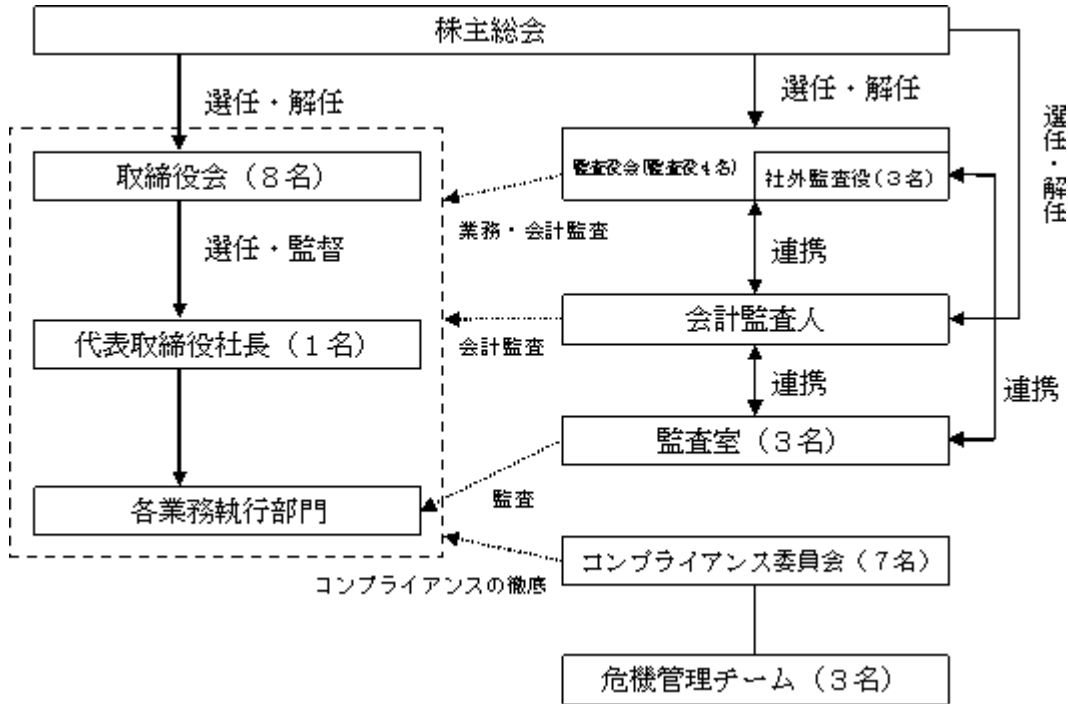 株主総会
選任・解任
選任・解任
選任・解任
取締役会（８名）
監査役会（監査役４名）
社外監査役（３名）
業務・会計監査
選任・監督
連携
会計監査人
代表取締役社長（１名）
会計監査
連携
連携
監査室（３名）
各業務執行部門
監査
コンプライアンス委員会（７名）
コンプライアンスの徹底
危機管理チーム（３名）